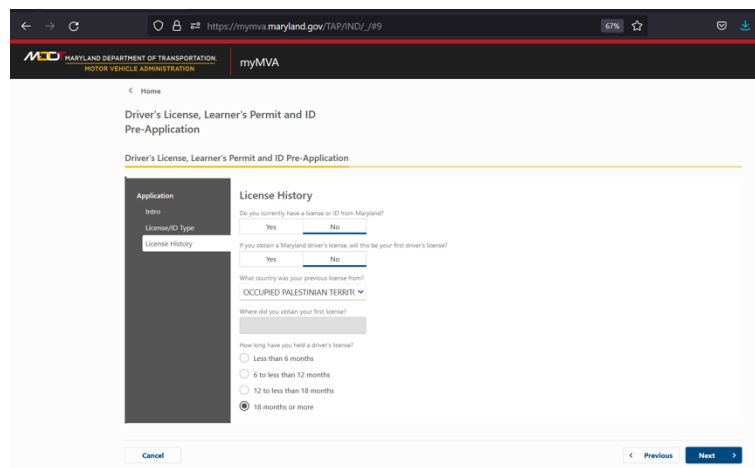 https://mymva.maryland.gov/TAP/IND/_/#9
67%
MDOT MARYLAND DEPARTMENT OF TRANSPORTATION.
MOTOR VEHICLE ADMINISTRATION
myMVA
Home
Driver's License, Learner's Permit and ID
Pre-Application
Driver's License, Learner's Permit and ID Pre-Application
Application
Intro
License/ID Type
License History
License History
Do you currently have a license or ID from Maryland?
Yes No
If you obtain a Maryland driver's license, will this be your first driver's license?
Yes No
What country was your previous license from?
OCCUPIED PALESTINIAN TERRIT
Where did you obtain your first license?
How long have you held a driver's license?
Less than 6 months
6 to less than 12 months
12 to less than 18 months
18 months or more
Cancel
Previous
Next